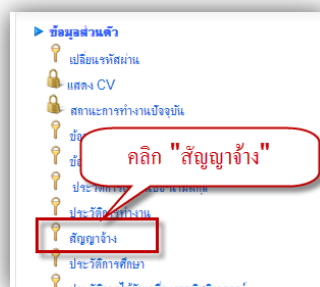 ข้อมูลส่วนตัว
เปลี่ยนรหัสผ่าน
แสดง CV
สถานะการทำงานปัจจุบัน
คลิก "สัญญาจ้าง"
ประวัติการทำงาน
สัญญาจ้าง
ประวัติการศึกษา